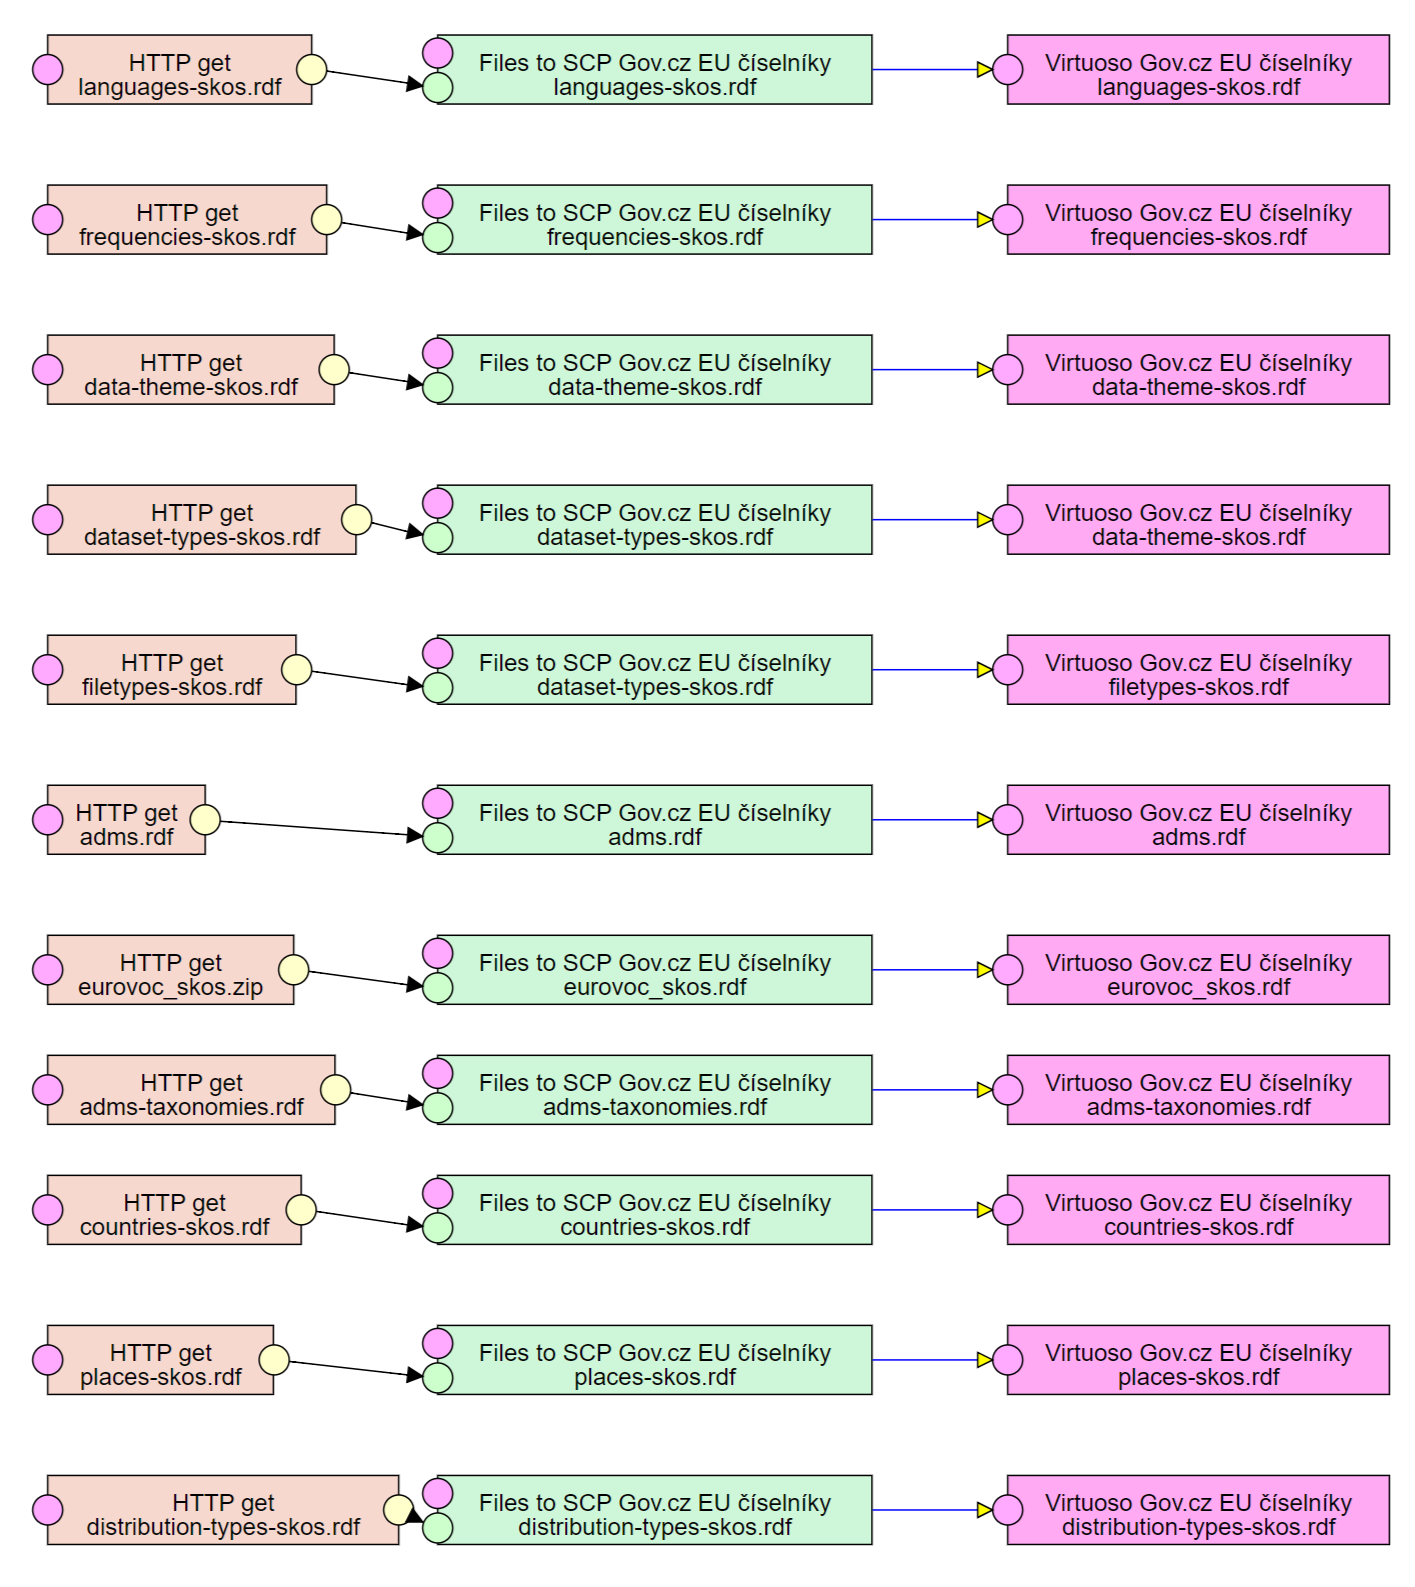 HTTP get
languages-skos.rdf
Files to SCP Gov.cz EU číselníky
languages-skos.rdf
Virtuoso Gov.cz EU číselníky
languages-skos.rdf
HTTP get
frequencies-skos.rdf
Files to SCP Gov.cz EU číselníky
frequencies-skos.rdf
Virtuoso Gov.cz EU číselníky
frequencies-skos.rdf
HTTP get
data-theme-skos.rdf
Files to SCP Gov.cz EU číselníky
data-theme-skos.rdf
Virtuoso Gov.cz EU číselníky
data-theme-skos.rdf
HTTP get
dataset-types-skos.rdf
Files to SCP Gov.cz EU číselníky
dataset-types-skos.rdf
Virtuoso Gov.cz EU číselníky
data-theme-skos.rdf
HTTP get
filetypes-skos.rdf
Files to SCP Gov.cz EU číselníky
dataset-types-skos.rdf
Virtuoso Gov.cz EU číselníky
filetypes-skos.rdf
HTTP get
adms.rdf
Files to SCP Gov.cz EU číselníky
adms.rdf
Virtuoso Gov.cz EU číselníky
adms.rdf
HTTP get
eurovoc_skos.zip
Files to SCP Gov.cz EU číselníky
eurovoc_skos.rdf
Virtuoso Gov.cz EU číselníky
eurovoc_skos.rdf
HTTP get
adms-taxonomies.rdf
Files to SCP Gov.cz EU číselníky
adms-taxonomies.rdf
Virtuoso Gov.cz EU číselníky
adms-taxonomies.rdf
HTTP get
countries-skos.rdf
Files to SCP Gov.cz EU číselníky
countries-skos.rdf
Virtuoso Gov.cz EU číselníky
countries-skos.rdf
HTTP get
places-skos.rdf
Files to SCP Gov.cz EU číselníky
places-skos.rdf
Virtuoso Gov.cz EU číselníky
places-skos.rdf
HTTP get
distribution-types-skos.rdf
Files to SCP Gov.cz EU číselníky
distribution-types-skos.rdf
Virtuoso Gov.cz EU číselníky
distribution-types-skos.rdf